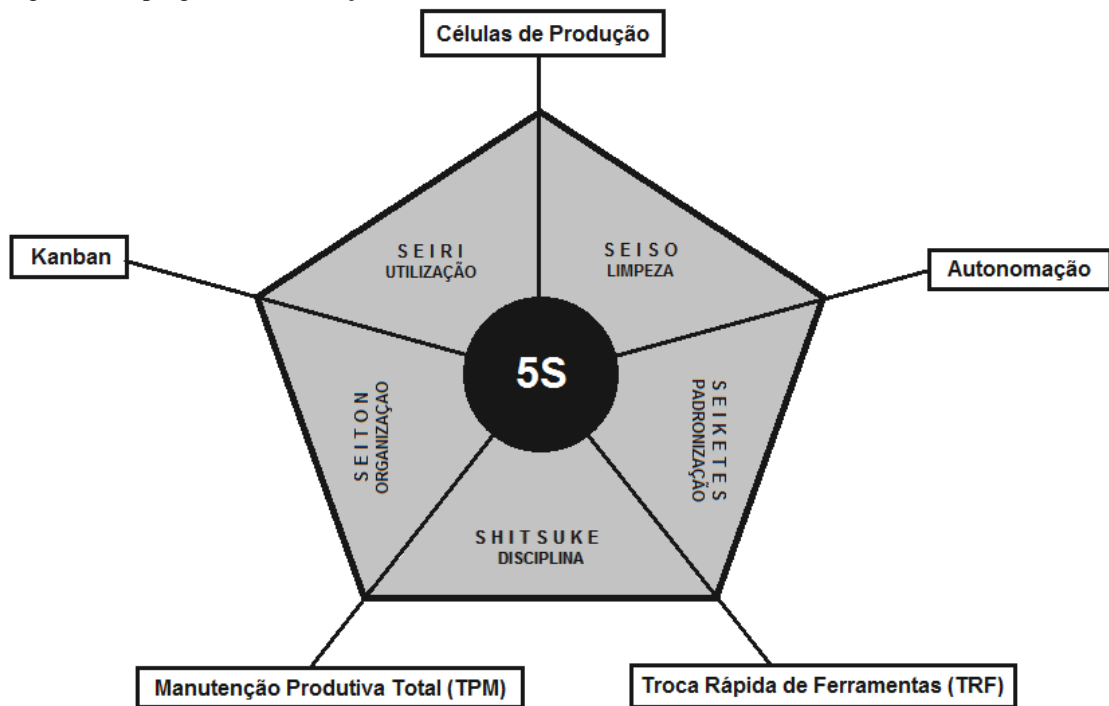 Células de Produção
SEIRI
UTILIZAÇÃO
SEISO
LIMPEZA
Kanban
Autonomação
5S
SEITON
ORGANIZAÇAO
SEIKETES
PADRONIZAÇÃO
SHITSUKE
DISCIPLINA
Manutenção Produtiva Total (TPM)
Troca Rápida de Ferramentas (TRF)